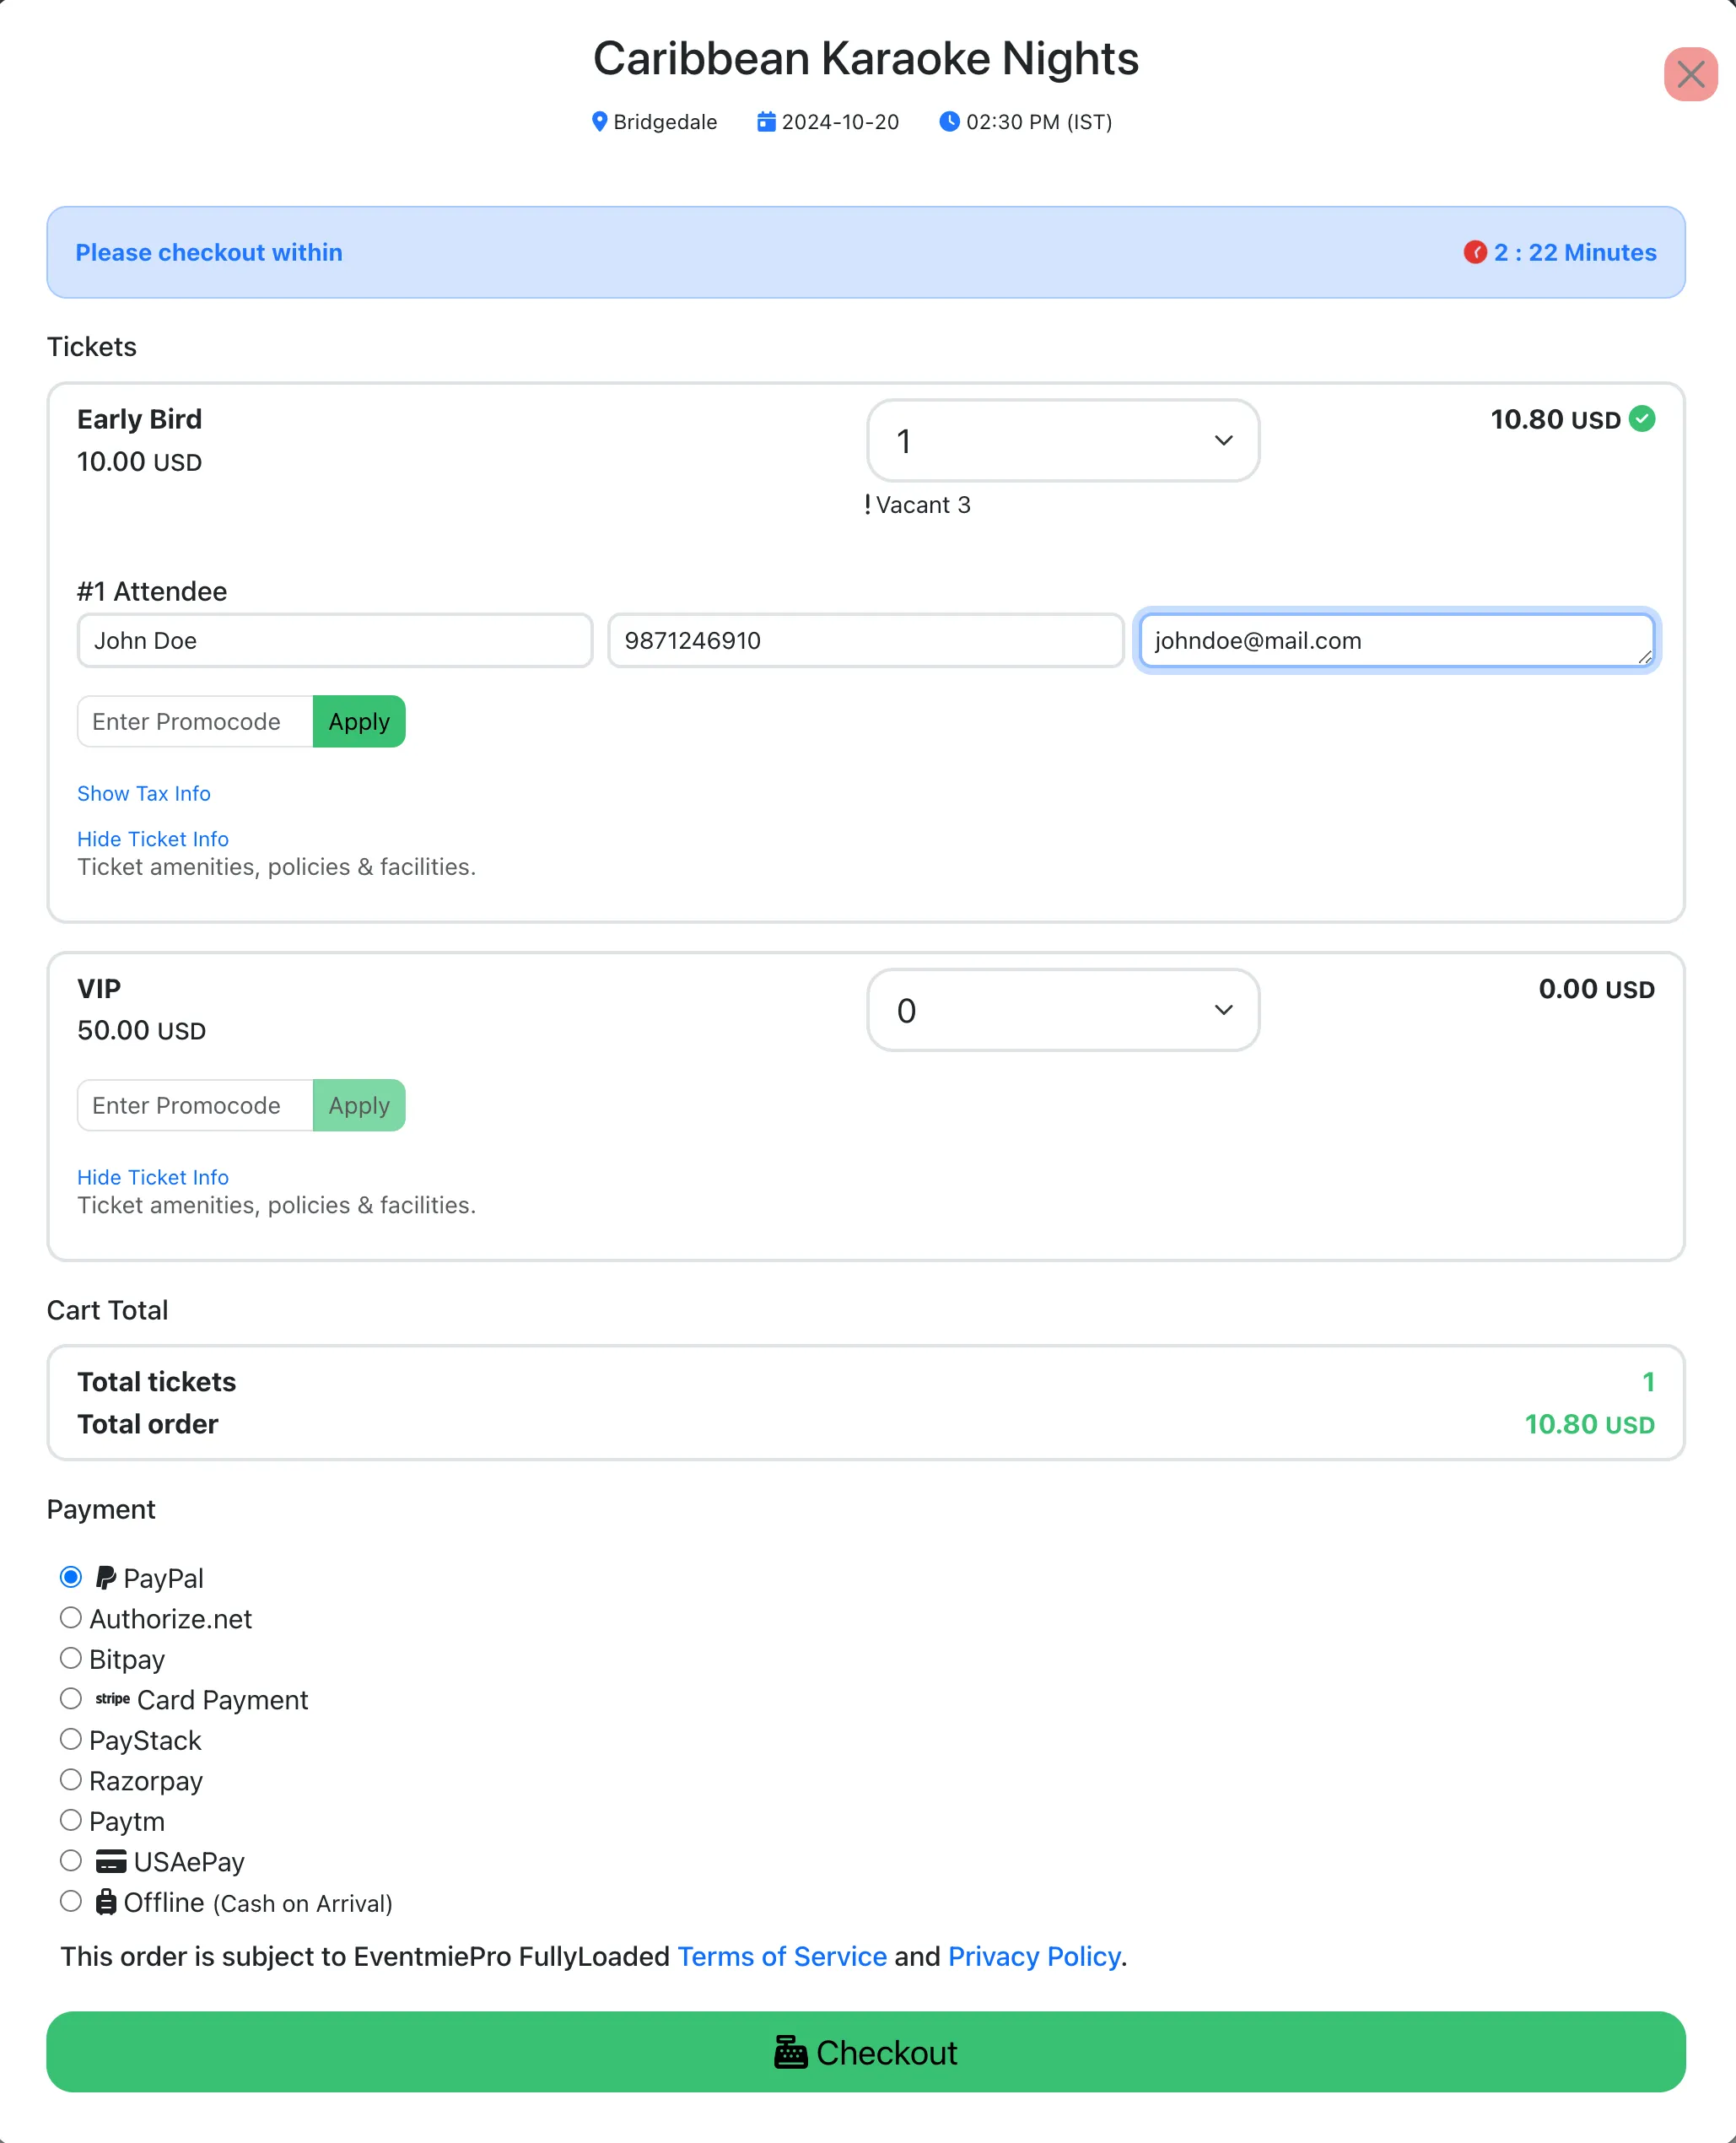 Caribbean Karaoke Nights
Bridgedale 2024-10-20 02:30 PM (IST)
Please checkout within 2 : 22 Minutes
Tickets
Early Bird 1 10.80 USD
10.00 USD
! Vacant 3
#1 Attendee
John Doe 9871246910 johndoe@mail.com
Enter Promocode Apply
Show Tax Info
Hide Ticket Info
Ticket amenities, policies & facilities.
VIP 0 0.00 USD
50.00 USD
Enter Promocode Apply
Hide Ticket Info
Ticket amenities, policies & facilities.
Cart Total
Total tickets 1
Total order 10.80 USD
Payment
PayPal
Authorize.net
Bitpay
stripe Card Payment
PayStack
Razorpay
Paytm
USAePay
Offline (Cash on Arrival)
This order is subject to EventmiePro FullyLoaded Terms of Service and Privacy Policy.
Checkout